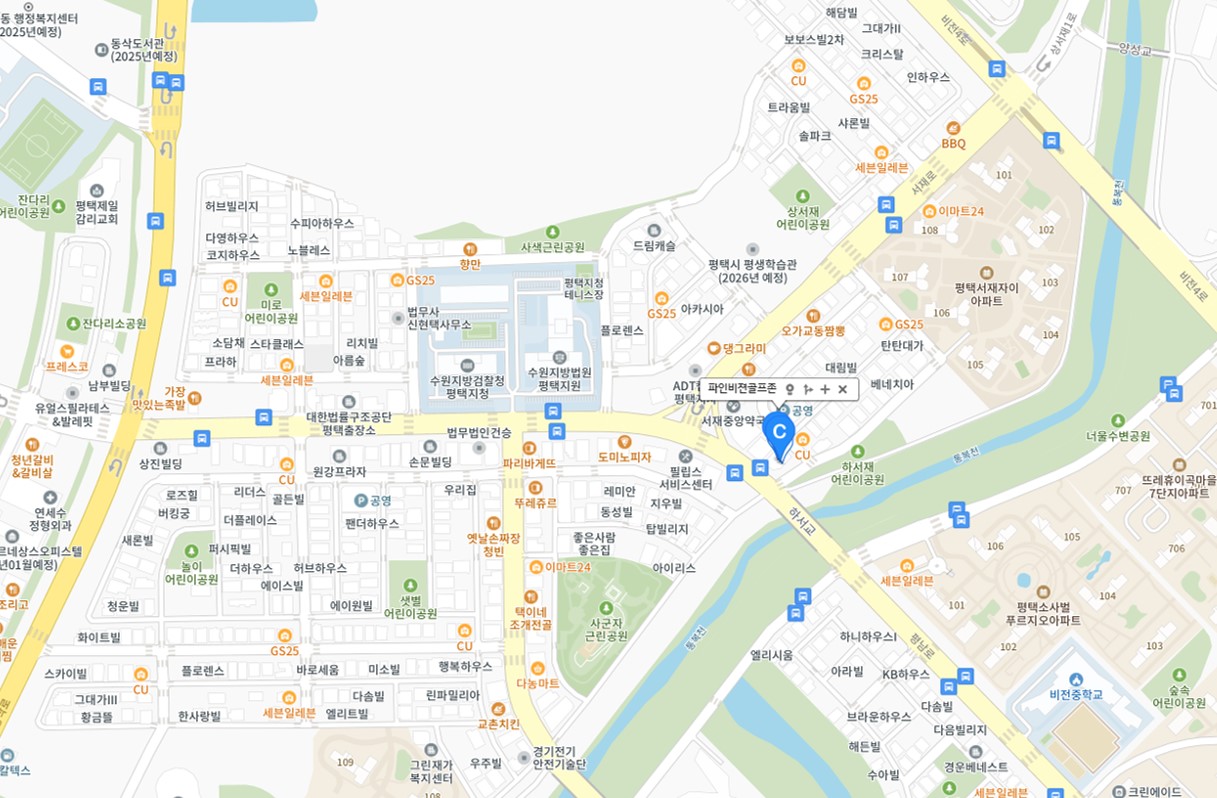 동 행정복지센터
2025년예정)
동삭도서관
(2025년예정)
해담빌
그대가II
보보스빌2차
크리스탈
CU
인하우스
GS25
트라움빌
샤론빌
솔파크
BBQ
세븐일레븐
비전4로
상서재1로
양성교
통복천
서재로
101
이마트24
108
102
상서재
어린이공원
잔다리
어린이공원
평택제일
감리교회
허브빌리지
수피아하우스
다영하우스
코지하우스
노블레스
향만
사색근린공원
드림캐슬
평택시 평생학습관
(2026년 예정)
107
평택서재자이
아파트
103
비전4로
CU
미로
어린이공원
세븐일레븐
GS25
평택지청
테니스장
GS25
아카시아
106
104
105
잔다리소공원
법무사
신현택사무소
플로렌스
오가교동짬뽕
GS25
탄탄대가
소담채
스타클래스
리치빌
프라하
아름숲
프레스코
남부빌딩
세븐일레븐
수원지방검찰청
평택지청
수원지방법원
평택지원
댕그라미
대림빌
베네치아
파인비전골프존
C
공영
CU
서재중앙약국
가장
맛있는족발
유얼스필라테스
&발레핏
대한법률구조공단
평택출장소
법무법인건승
너울수변공원
청년갈비
&갈비살
상진빌딩
손문빌딩
파리바게뜨
도미노피자
CU
원강프라자
필립스
서비스센터
하서재
어린이공원
통복천
뜨레휴이곡마을
7단지아파트
707
706
연세수
정형외과
로즈힐
버킹궁
리더스
골든빌
공영
우리집
뚜레쥬르
레미안
동성빌
지우빌
하서교
더플레이스
팬더하우스
옛날손짜장
청빈
좋은사람
좋은집
탑빌리지
새론빌
퍼시픽빌
놀이
어린이공원
더하우스
허브하우스
에이스빌
이마트24
아이리스
세븐일레븐
106
105
104
101
평택소사벌
푸르지오아파트
102
103
청운빌
에이원빌
샛별
어린이공원
택이네
조개전골
사군자
근린공원
화이트빌
GS25
CU
통복천
하니하우스I
평남로
엘리시움
아라빌
KB하우스
비전중학교
숲속
어린이공원
스카이빌
CU
플로렌스
바로세움
미소빌
행복하우스
다농마트
그대가III
황금뜰
한사랑빌
세븐일레븐
다솜빌
엘리트빌
린파밀리아
교촌치킨
브라운하우스
다솜빌
다음빌리지
해든빌
경운베네스트
수아빌
109
그린재가
복지센터
108
우주빌
경기전기
안전기술단
칼텍스
세븐일레븐
크린에이드